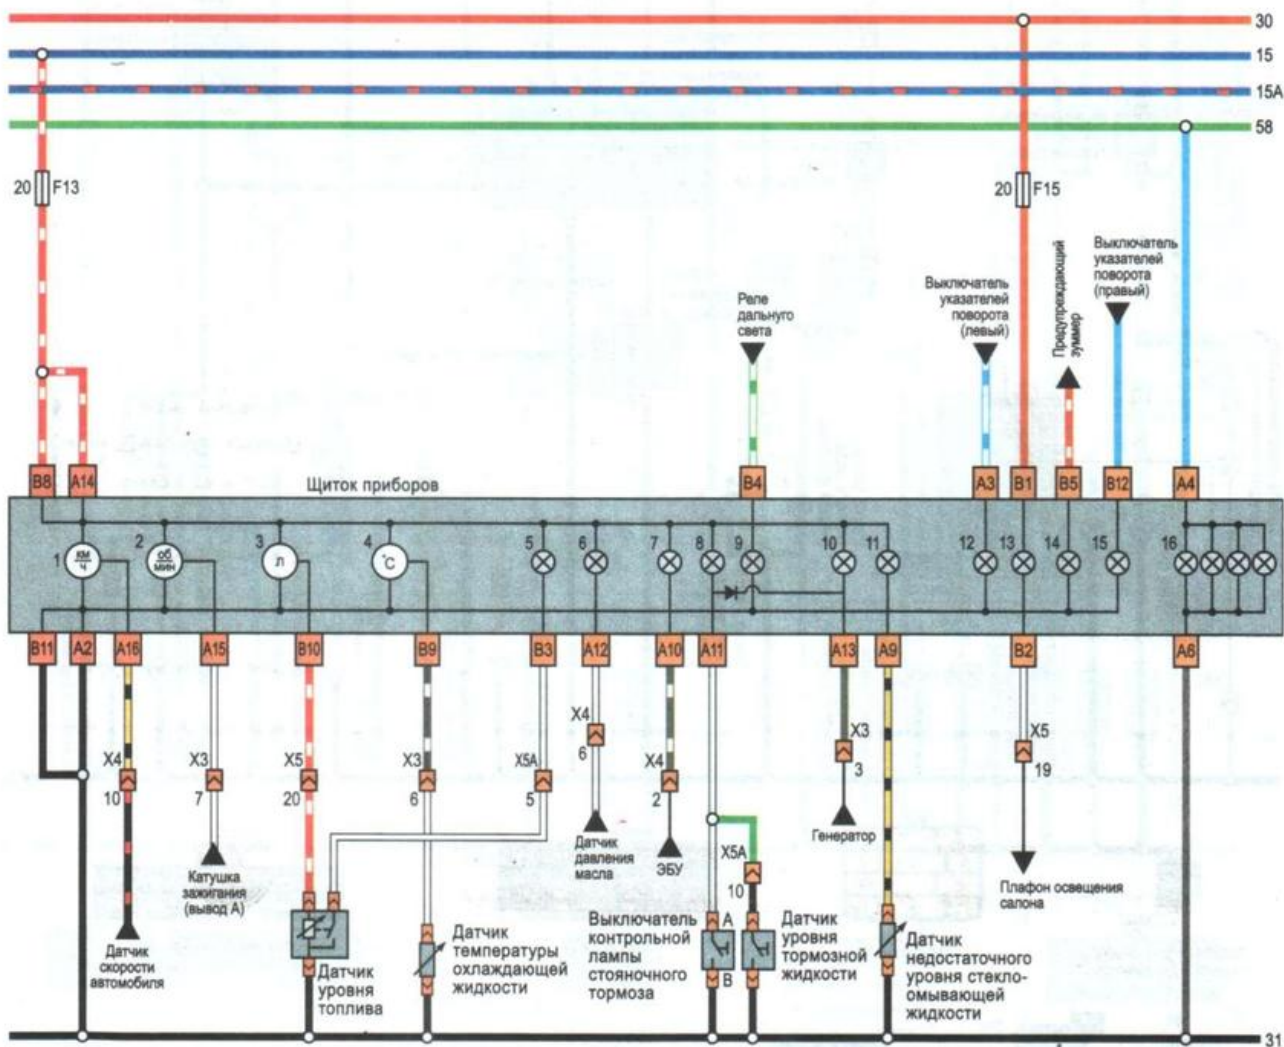 30
15
15A
58
20 F13
20 F15
Реле
дальнуго
света
Выключатель
указателей
поворота
(левый)
Предупреждающий
зуммер
Выключатель
указателей
поворота
(правый)
B8 A14 Щиток приборов B4 A3 B1 B5 B12 A4
1 2 3 4 5 6 7 8 9 10 11 12 13 14 15 16
км
ч
об
мин
Л
°C
B11 A2 A16 A15 B10 B9 B3 A12 A10 A11 A13 A9 B2 A6
X4
10
X3
7
X5
20
X3
6
X5A
5
X4
6
X4
2
X3
3
X5
19
X5A
10
Датчик
скорости
автомобиля
Катушка
зажигания
(вывод А)
Датчик
уровня
топлива
Датчик
температуры
охлаждающей
жидкости
Датчик
давления
масла
ЭБУ
Выключатель
контрольной
лампы
стояночного
тормоза
A
B
Датчик
уровня
тормозной
жидкости
Генератор
Датчик
недостаточного
уровня стекло-
омывающей
жидкости
Плафон освещения
салона
31